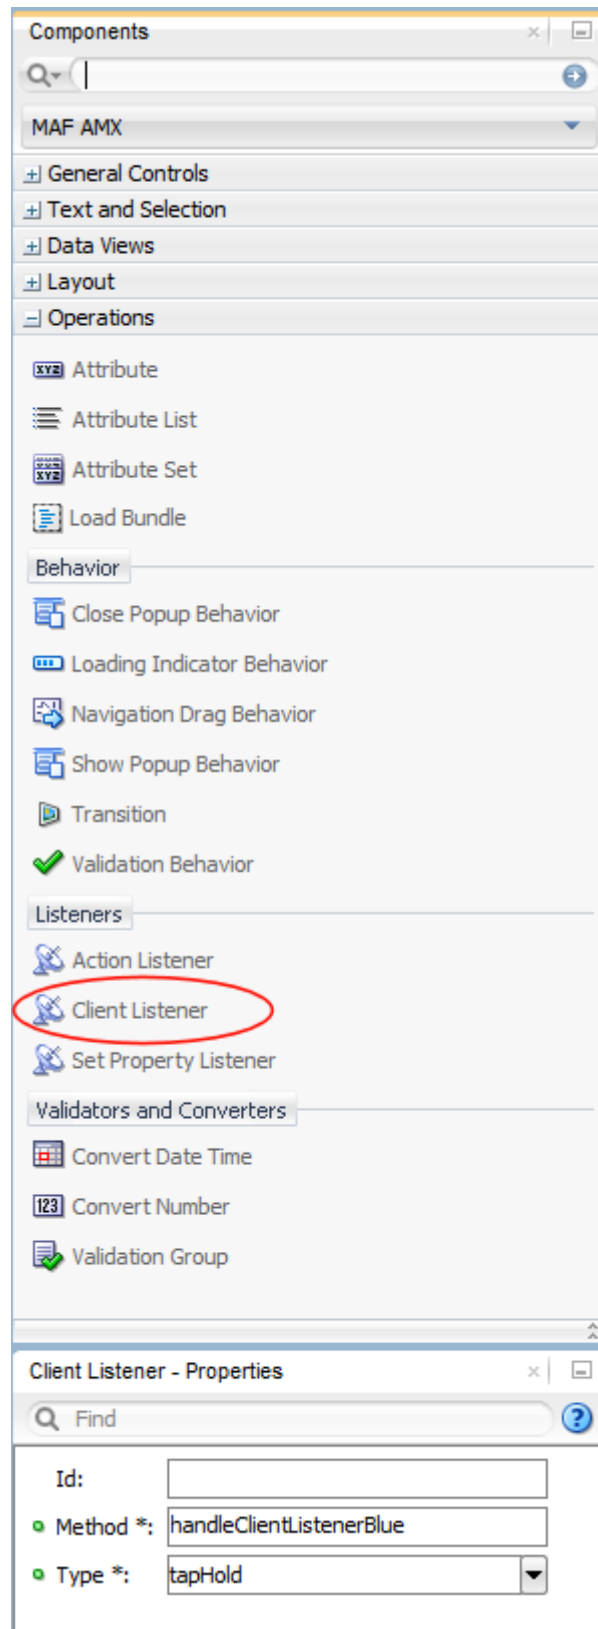 Components
MAF AMX
General Controls
Text and Selection
Data Views
Layout
Operations
XYZ Attribute
Attribute List
XYZ Attribute Set
Load Bundle
Behavior
Close Popup Behavior
Loading Indicator Behavior
Navigation Drag Behavior
Show Popup Behavior
Transition
Validation Behavior
Listeners
Action Listener
Client Listener
Set Property Listener
Validators and Converters
Convert Date Time
123 Convert Number
Validation Group
Client Listener - Properties
Find
Id:
Method *: handleClientListenerBlue
Type *: tapHold